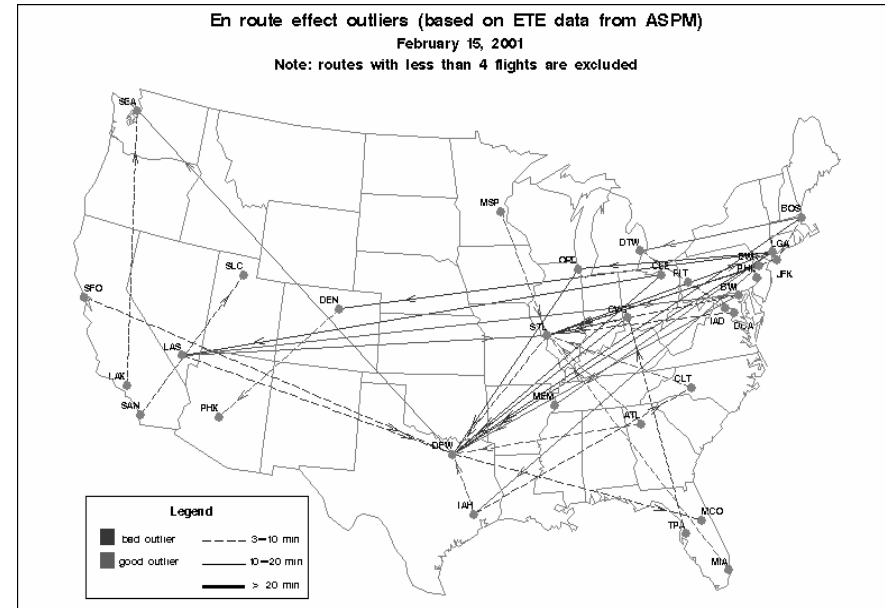 En route effect outliers (based on ETE data from ASPM)
February 15, 2001
Note: routes with less than 4 flights are excluded
SEA
MSP
BOS
DTW
LGA
ORD
SLC
PIT
JFK
SFO
DEN
BWI
IAD
DCA
STL
LAS
LAX
CLT
MEM
SAN
PHX
ATL
DFW
IAH
MCO
TPA
MIA
Legend
bad outlier
3-10 min
good outlier
10-20 min
> 20 min